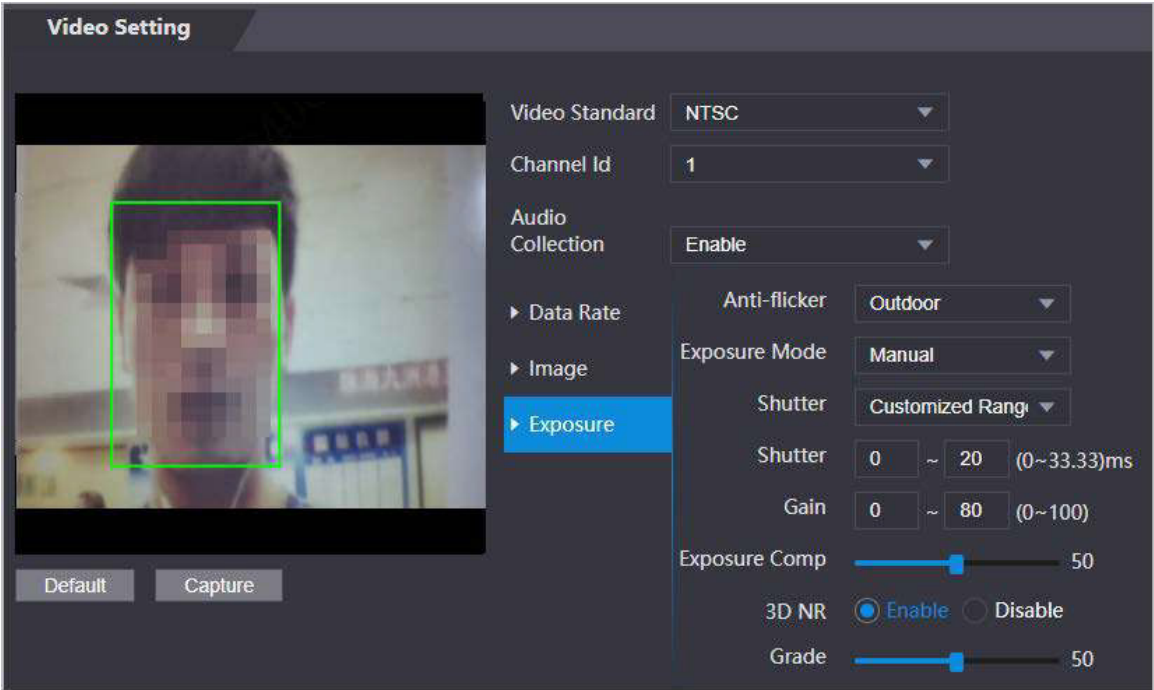 Video Setting
Video Standard NTSC
Channel Id 1
Audio
Collection Enable
Data Rate
Image
Exposure
Anti-flicker Outdoor
Exposure Mode Manual
Shutter Customized Rang
Shutter 0 ~ 20 (0~33.33)ms
Gain 0 ~ 80 (0~100)
Exposure Comp 50
3D NR Enable Disable
Grade 50
Default Capture